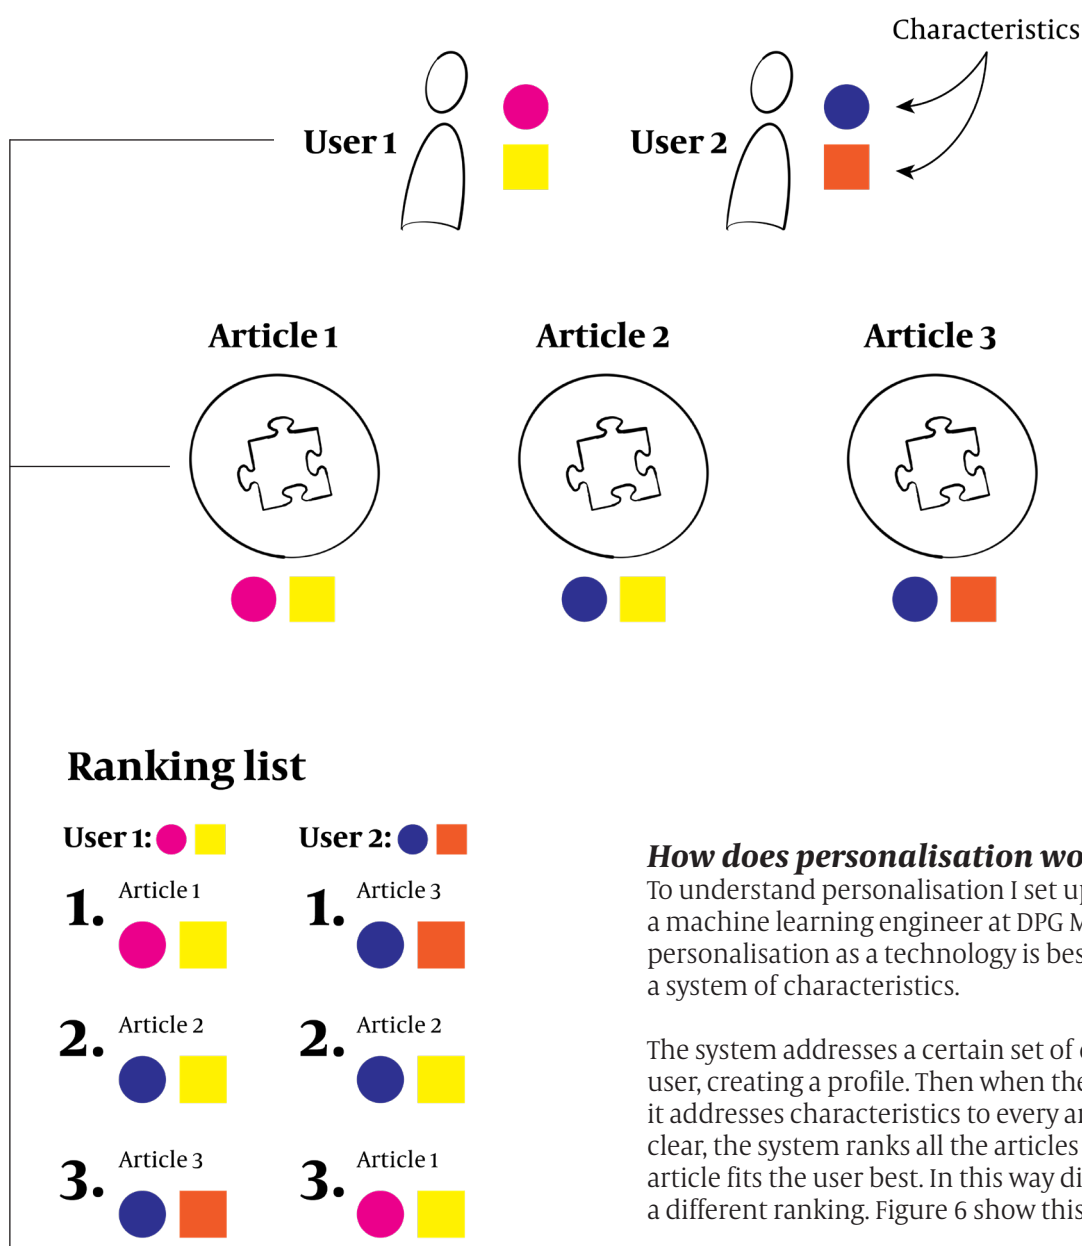 Characteristics
User 1
User 2
Article 1
Article 2
Article 3
Ranking list
User 1:
User 2:
1. Article 1
1. Article 3
2. Article 2
2. Article 2
3. Article 3
3. Article 1
How does personalisation
To understand personalisation I set up
a machine learning engineer at DPG
personalisation as a technology is
a system of characteristics.
The system addresses a certain set of
user, creating a profile. Then when the
it addresses characteristics to every
clear, the system ranks all the articles
article fits the user best. In this way
a different ranking. Figure 6 show this